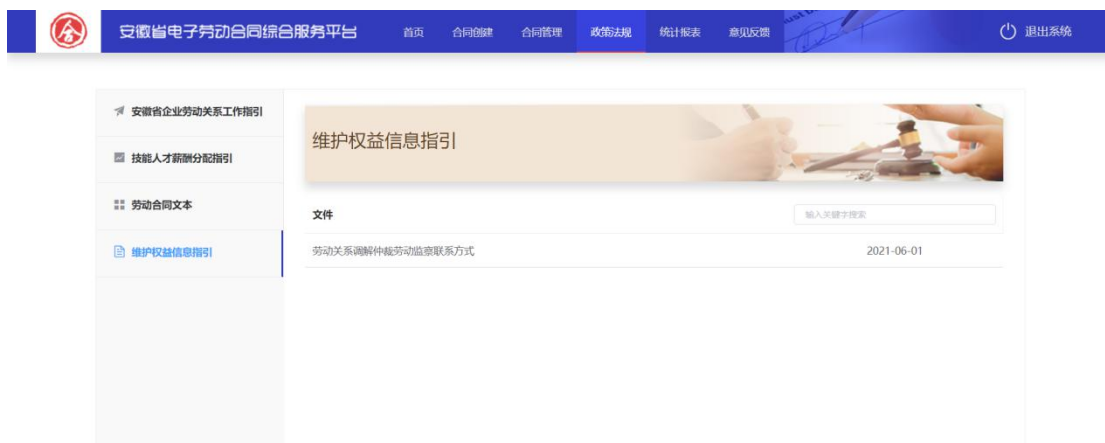 安徽省电子劳动合同综合服务平台 首页 合同创建 合同管理 政策法规 统计报表 意见反馈 退出系统
安徽省企业劳动关系工作指引
技能人才薪酬分配指引
劳动合同文本
维护权益信息指引
维护权益信息指引
文件 输入关键字搜索
劳动关系调解仲裁劳动监察联系方式 2021-06-01